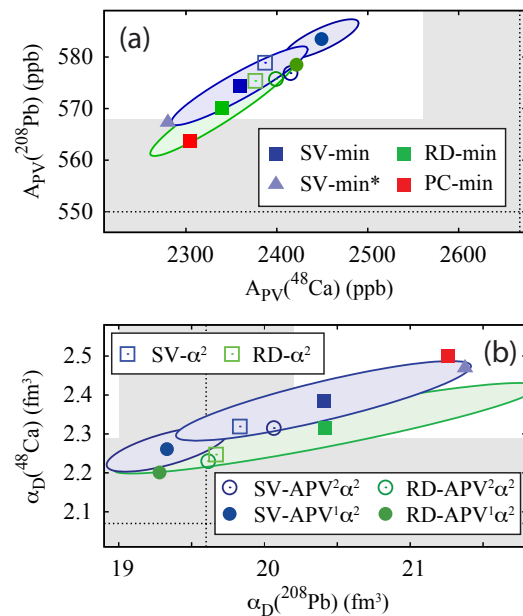 (a)
580
570
560
550
A_PV(²⁰⁸Pb) (ppb)
SV-min RD-min
SV-min* PC-min
2300 2400 2500 2600
A_PV(⁴⁸Ca) (ppb)
(b)
SV-α² RD-α²
2.5
2.4
2.3
2.2
2.1
α_D(⁴⁸Ca) (fm³)
SV-APV²α² RD-APV²α²
SV-APV¹α² RD-APV¹α²
19 20 21
α_D(²⁰⁸Pb) (fm³)